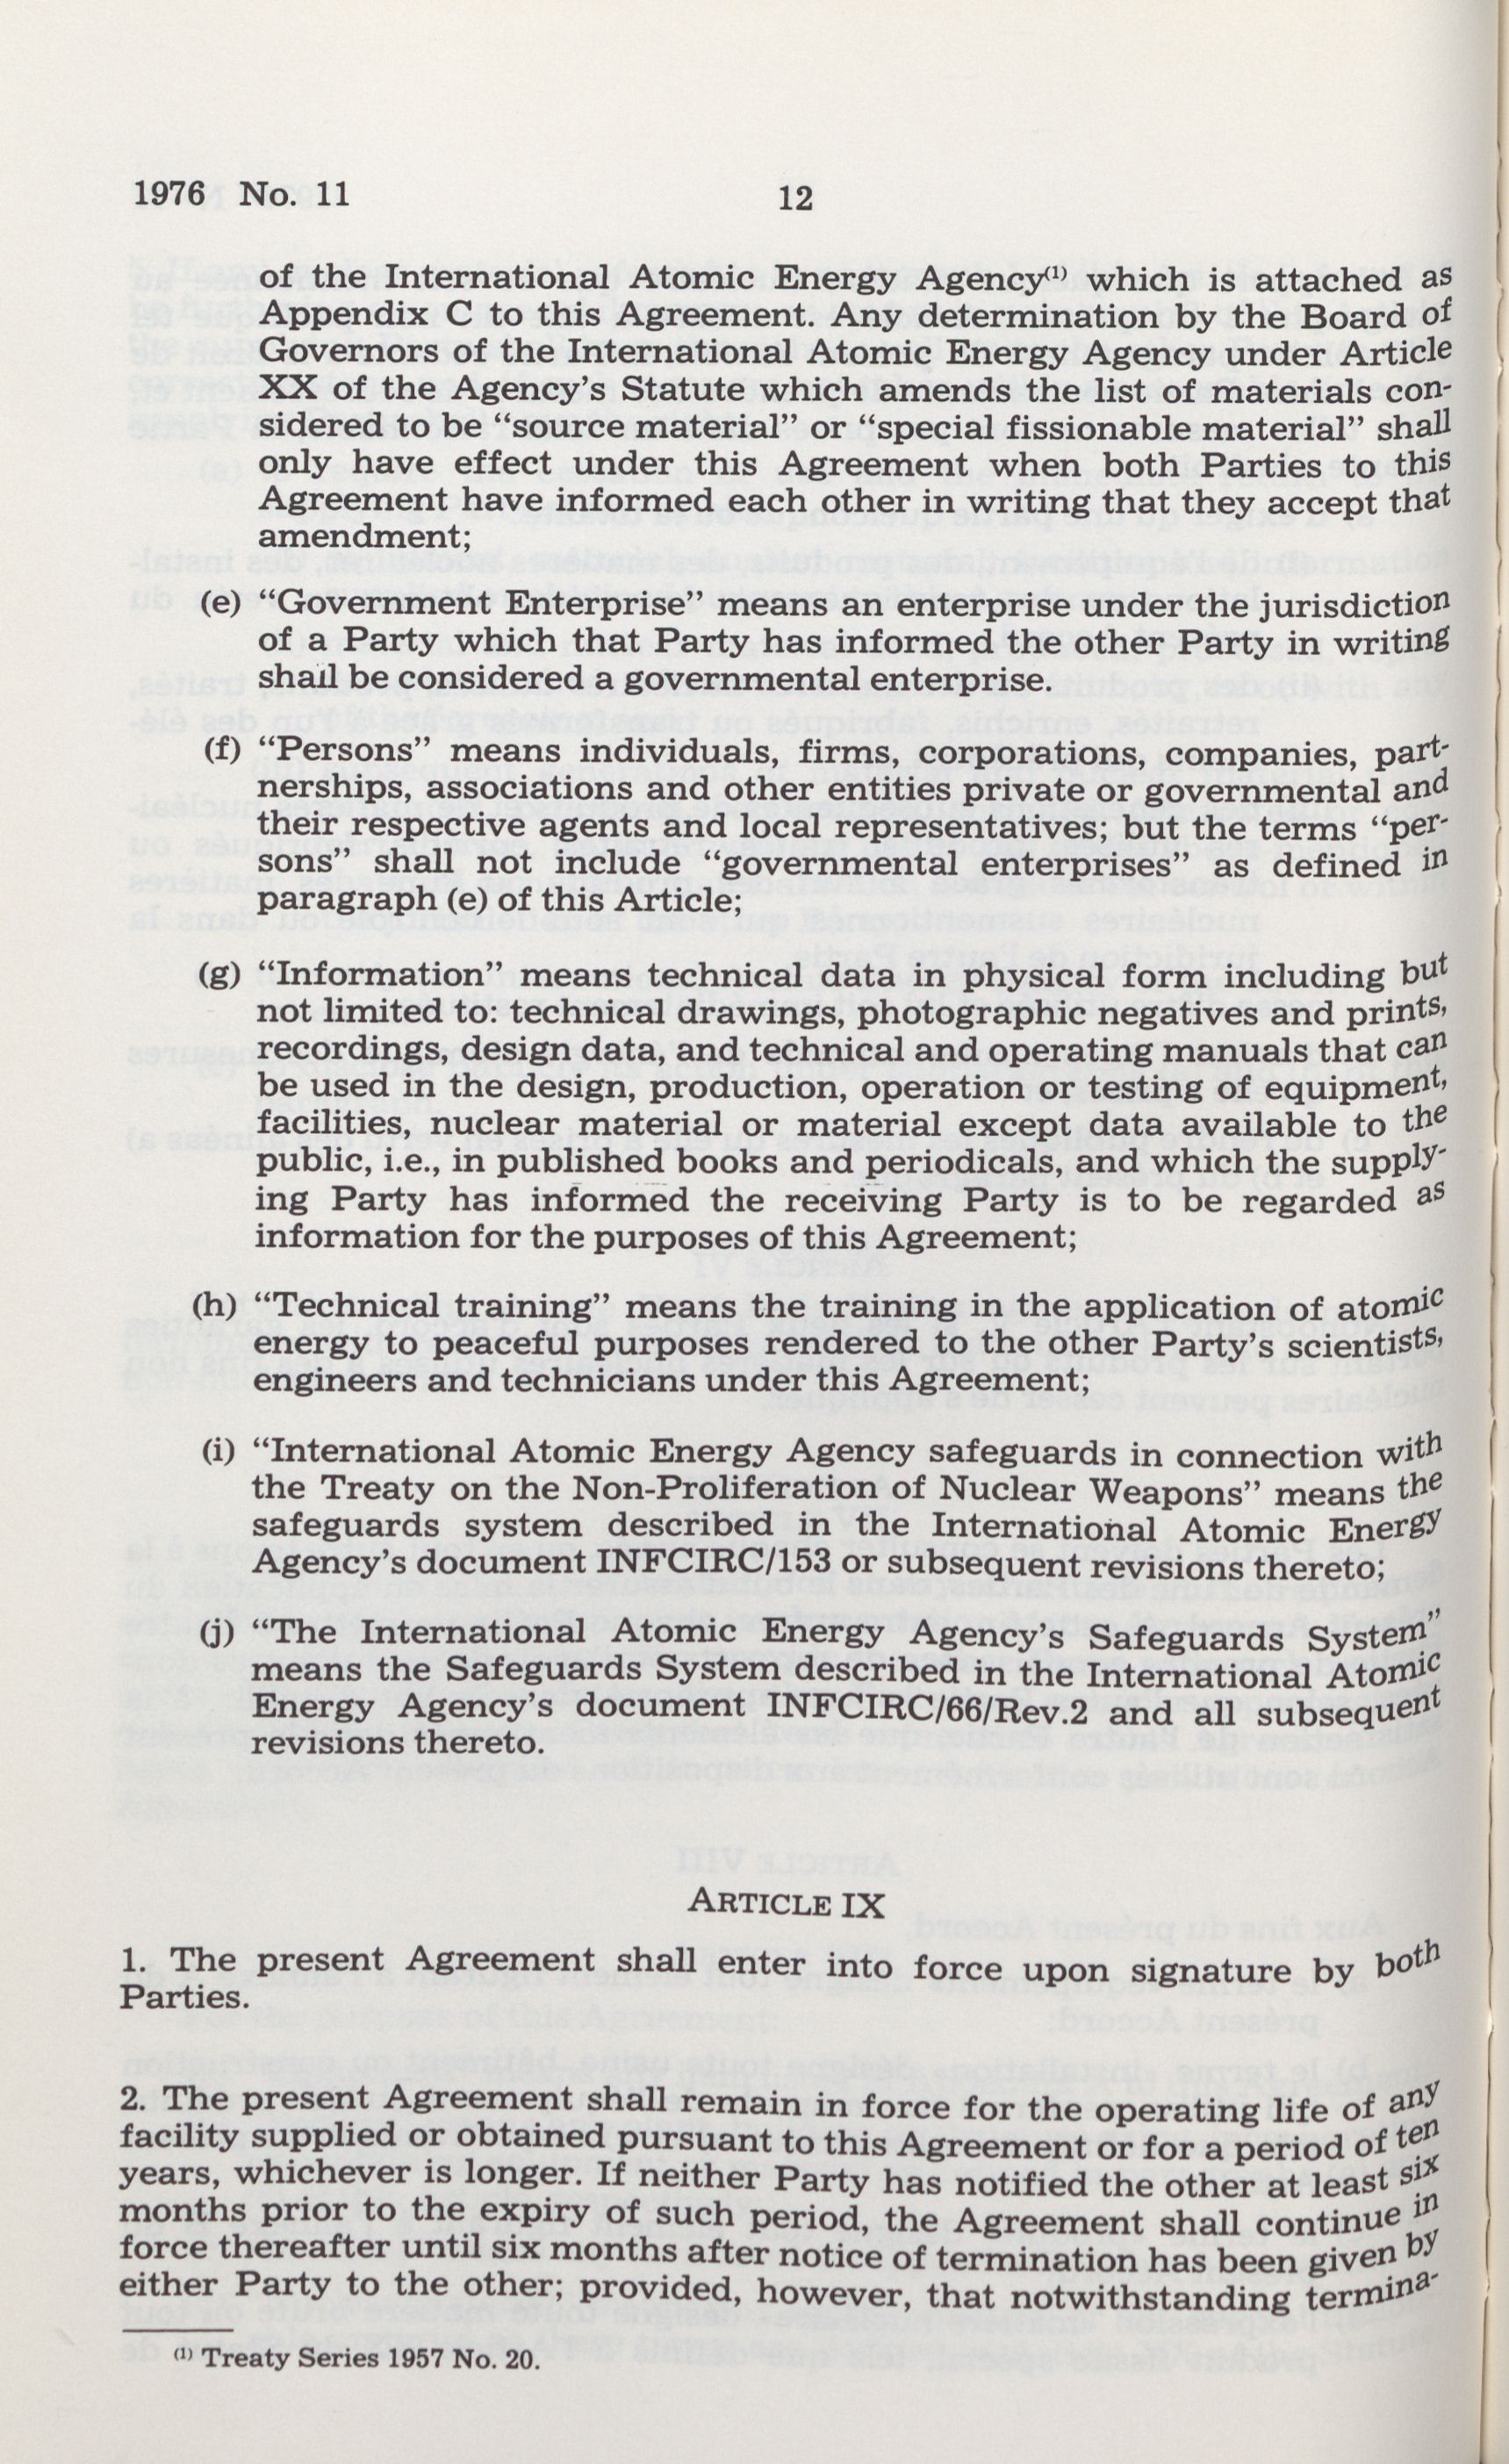 1976 No. 11
12
of the International Atomic Energy Agency⁽¹⁾ which is attached as
Appendix C to this Agreement. Any determination by the Board of
Governors of the International Atomic Energy Agency under Article
XX of the Agency's Statute which amends the list of materials con-
sidered to be “source material” or “special fissionable material” shall
only have effect under this Agreement when both Parties to this
Agreement have informed each other in writing that they accept that
amendment;
(e) “Government Enterprise” means an enterprise under the jurisdiction
of a Party which that Party has informed the other Party in writing
shall be considered a governmental enterprise.
(f) “Persons” means individuals, firms, corporations, companies, part-
nerships, associations and other entities private or governmental and
their respective agents and local representatives; but the terms “per-
sons” shall not include “governmental enterprises” as defined in
paragraph (e) of this Article;
(g) “Information” means technical data in physical form including but
not limited to: technical drawings, photographic negatives and prints,
recordings, design data, and technical and operating manuals that can
be used in the design, production, operation or testing of equipment,
facilities, nuclear material or material except data available to the
public, i.e., in published books and periodicals, and which the supply-
ing Party has informed the receiving Party is to be regarded as
information for the purposes of this Agreement;
(h) “Technical training” means the training in the application of atomic
energy to peaceful purposes rendered to the other Party's scientists,
engineers and technicians under this Agreement;
(i) “International Atomic Energy Agency safeguards in connection with
the Treaty on the Non-Proliferation of Nuclear Weapons” means the
safeguards system described in the International Atomic Energy
Agency's document INFCIRC/153 or subsequent revisions thereto;
(j) “The International Atomic Energy Agency's Safeguards System”
means the Safeguards System described in the International Atomic
Energy Agency's document INFCIRC/66/Rev.2 and all subsequent
revisions thereto.
ARTICLE IX
1. The present Agreement shall enter into force upon signature by both
Parties.
2. The present Agreement shall remain in force for the operating life of any
facility supplied or obtained pursuant to this Agreement or for a period of ten
years, whichever is longer. If neither Party has notified the other at least six
months prior to the expiry of such period, the Agreement shall continue in
force thereafter until six months after notice of termination has been given by
either Party to the other; provided, however, that notwithstanding termina-
⁽¹⁾ Treaty Series 1957 No. 20.